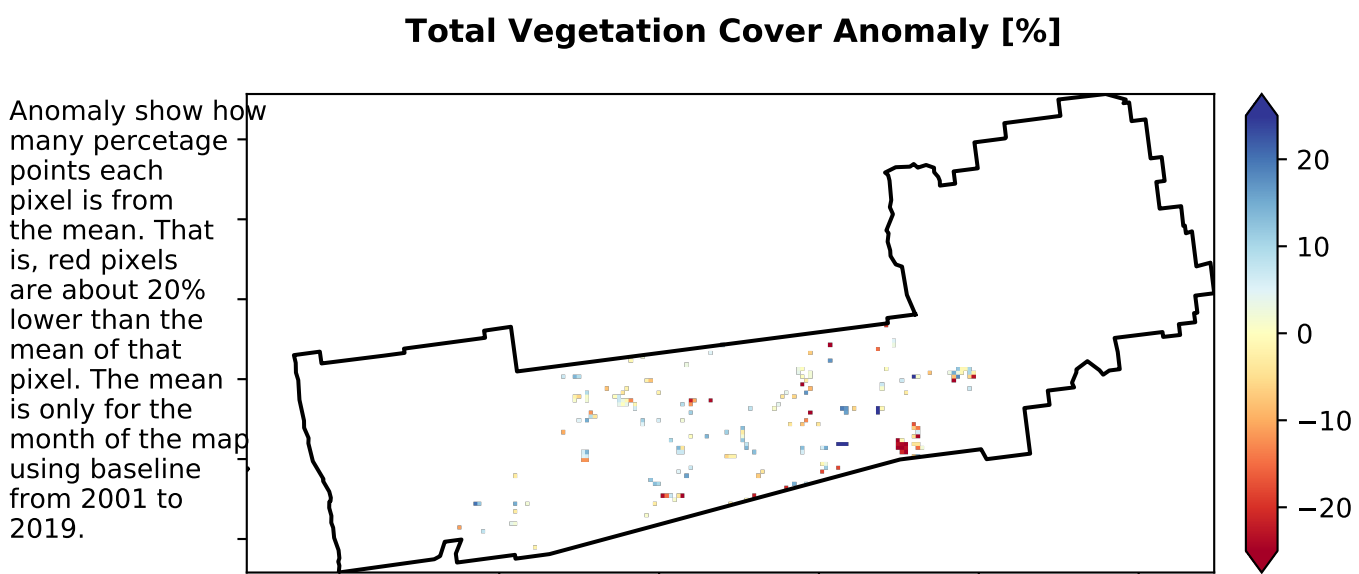 Total Vegetation Cover Anomaly [%]
Anomaly show how
many percetage
points each
pixel is from
the mean. That
is, red pixels
are about 20%
lower than the
mean of that
pixel. The mean
is only for the
month of the map
using baseline
from 2001 to
2019.
20
10
0
−10
−20